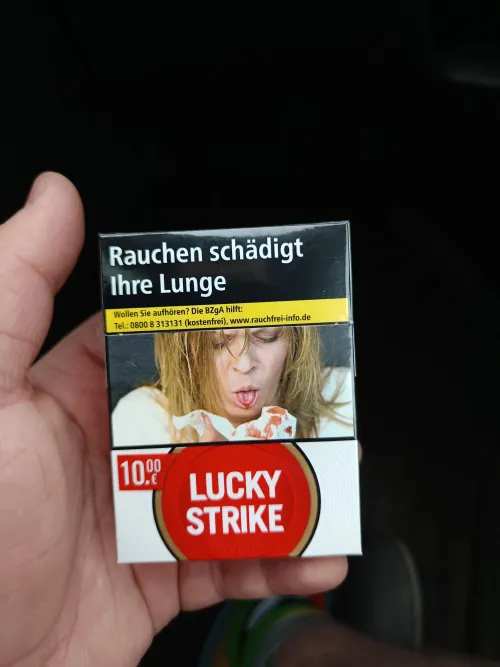 Rauchen schädigt
Ihre Lunge
Wollen Sie aufhören? Die BZgA hilft:
Tel.: 0800 8 313131 (kostenfrei), www.rauchfrei-info.de
10.00 €
LUCKY
STRIKE